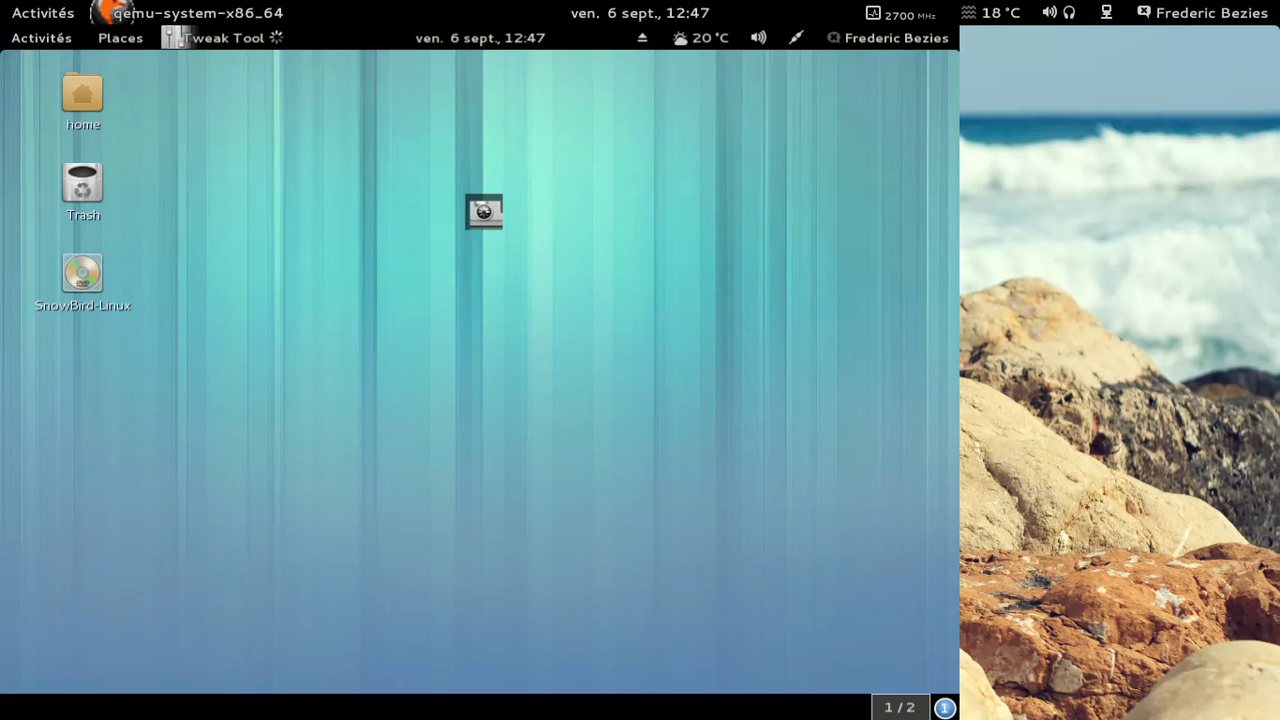 Activités qemu-system-x86_64 ven. 6 sept., 12:47 2700 MHz 18 °C Frederic Bezies
Activités Places Tweak Tool ven. 6 sept., 12:47 20 °C Frederic Bezies
home
Trash
DVD
SnowBird-Linux
1 / 2 1